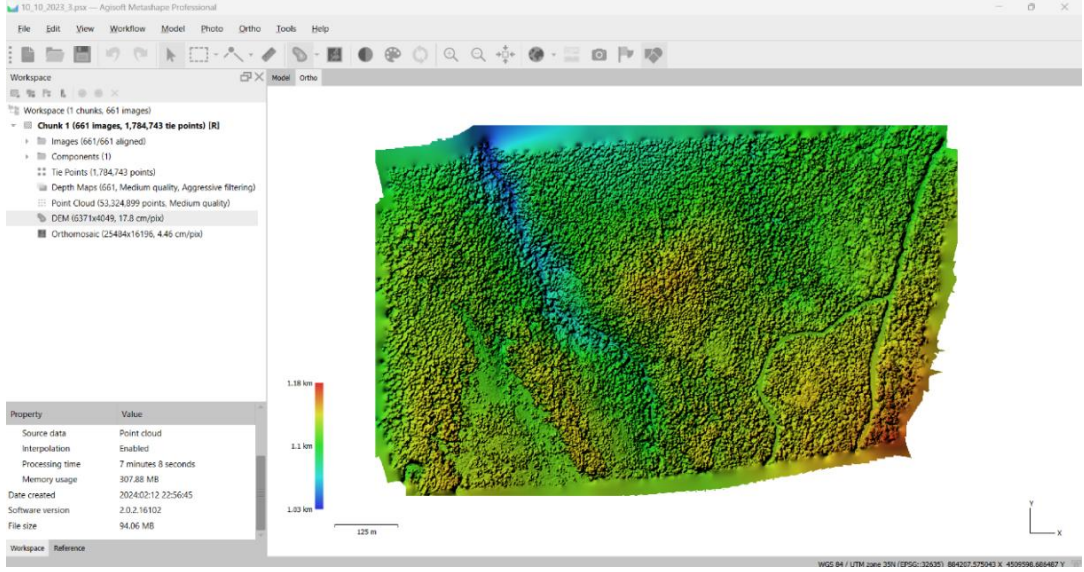 10_10_2023_3.psx — Agisoft Metashape Professional
File Edit View Workflow Model Photo Ortho Tools Help
Workspace
Model Ortho
Workspace (1 chunks, 661 images)
Chunk 1 (661 images, 1,784,743 tie points) [R]
Images (661/661 aligned)
Components (1)
Tie Points (1,784,743 points)
Depth Maps (661, Medium quality, Aggressive filtering)
Point Cloud (53,324,899 points, Medium quality)
DEM (6371x4049, 17.8 cm/pix)
Orthomosaic (25484x16196, 4.46 cm/pix)
1.18 km
1.1 km
1.03 km
125 m
Y
X
Property Value
Source data Point cloud
Interpolation Enabled
Processing time 7 minutes 8 seconds
Memory usage 307.88 MB
Date created 2024:02:12 22:56:45
Software version 2.0.2.16102
File size 94.06 MB
Workspace Reference
WGS 84 / UTM zone 35N (EPSG::32635) 884207.575043 X 4509598.686487 Y